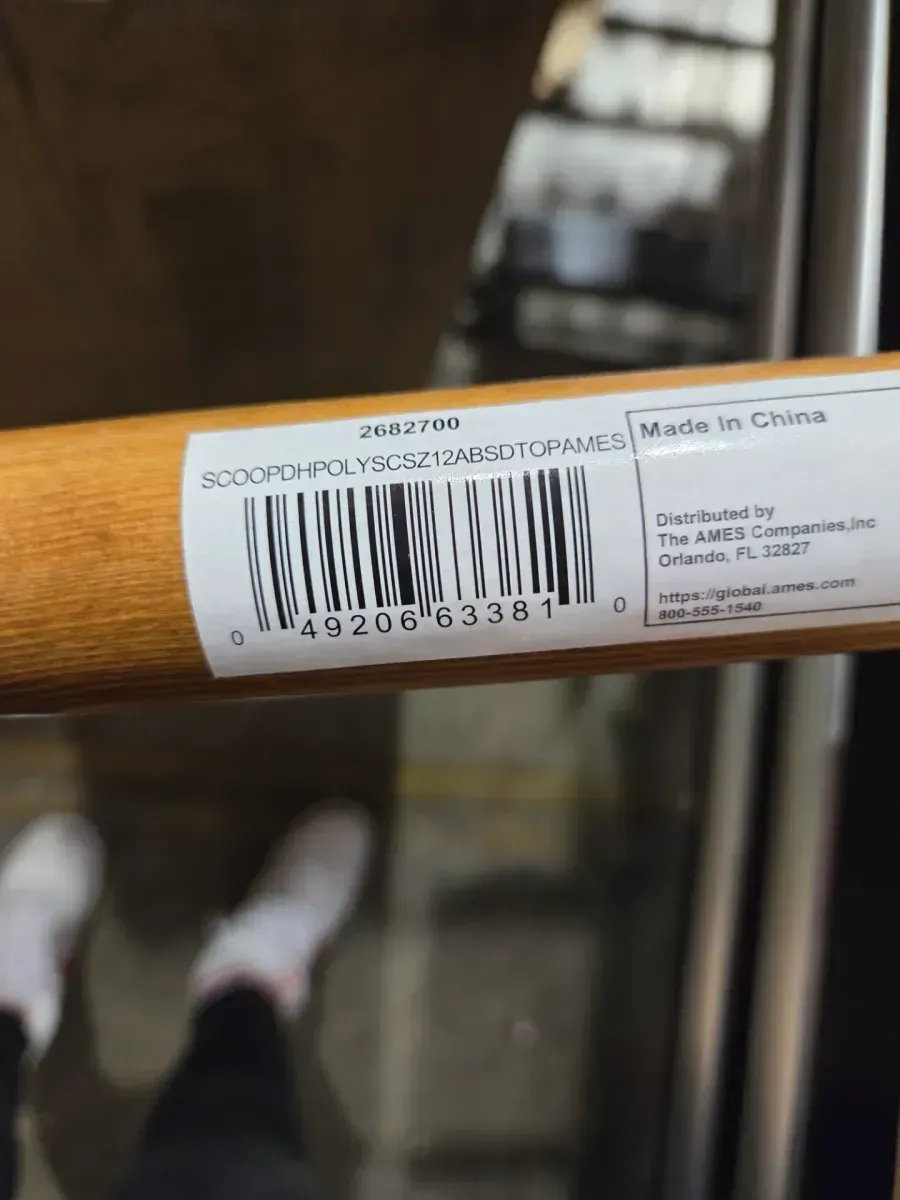 2682700
SCOOPDHPOLYSCSZ12ABSDTOPAMES
0 49206 63381 0
Made In China
Distributed by
The AMES Companies,Inc
Orlando, FL 32827
https://global.ames.com
800-555-1540